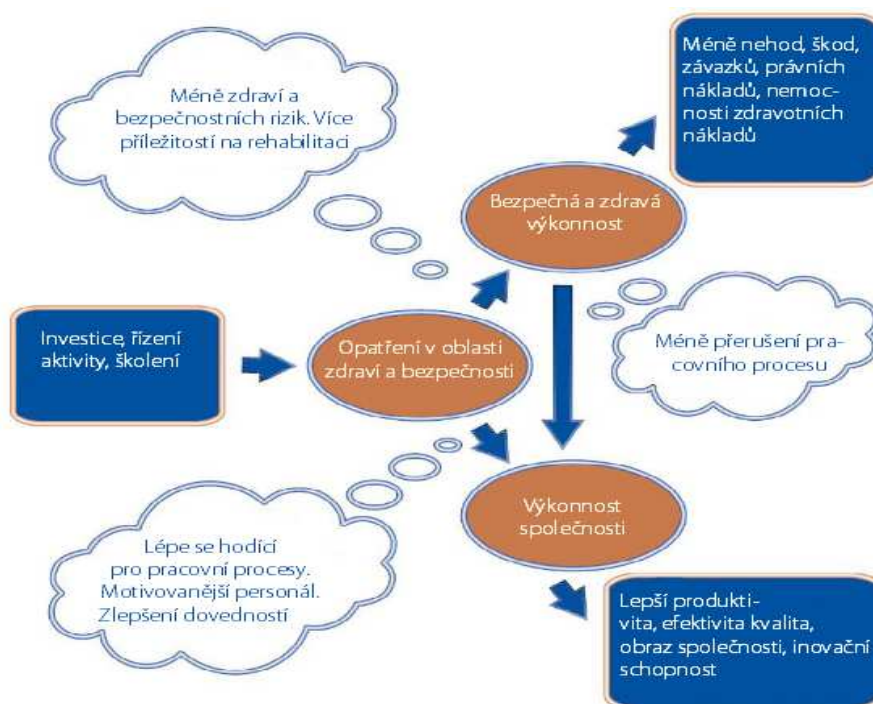 Méně nehod, škod,
závazků, právních
nákladů, nemoc-
nosti zdravotních
nákladů
Méně zdraví a
bezpečnostních rizik. Více
příležitostí na rehabilitaci
Bezpečná a zdravá
výkonnost
Investice, řízení
aktivity, školení
Opatření v oblasti
zdraví a bezpečnosti
Méně přerušení pra-
covního procesu
Výkonnost
společnosti
Lépe se hodící
pro pracovní procesy.
Motivovanější personál.
Zlepšení dovedností
Lepší produkti-
vita, efektivita kvalita,
obraz společnosti, inovační
schopnost